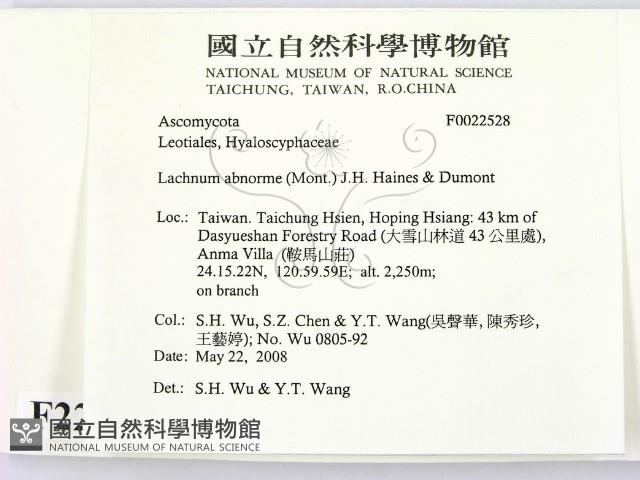 國立自然科學博物館
NATIONAL MUSEUM OF NATURAL SCIENCE
TAICHUNG, TAIWAN, R.O.CHINA
Ascomycota F0022528
Leotiales, Hyaloscyphaceae
Lachnum abnorme (Mont.) J.H. Haines & Dumont
Loc.: Taiwan. Taichung Hsien, Hoping Hsiang: 43 km of
Dasyueshan Forestry Road (大雪山林道 43 公里處),
Anma Villa (鞍馬山莊)
24.15.22N, 120.59.59E; alt. 2,250m;
on branch
Col.: S.H. Wu, S.Z. Chen & Y.T. Wang(吳聲華, 陳秀珍,
王藝婷); No. Wu 0805-92
Date: May 22, 2008
Det.: S.H. Wu & Y.T. Wang
國立自然科學博物館
NATIONAL MUSEUM OF NATURAL SCIENCE